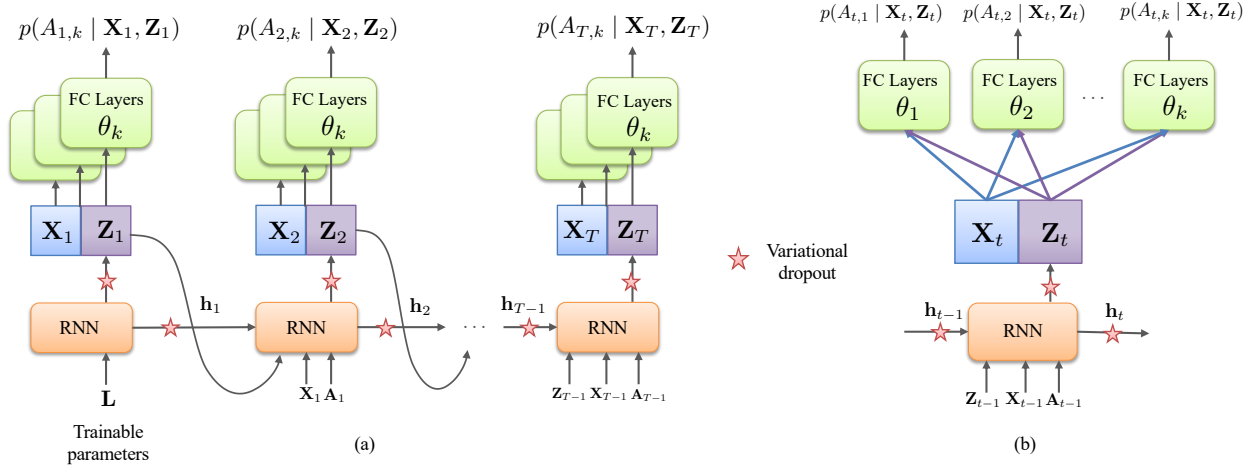 p(A_{1,k} | X_1, Z_1)
p(A_{2,k} | X_2, Z_2)
p(A_{T,k} | X_T, Z_T)
FC Layers
θ_k
FC Layers
θ_k
FC Layers
θ_k
X_1 Z_1
X_2 Z_2
X_T Z_T
RNN
h_1
RNN
h_2
...
h_{T−1}
RNN
L
X_1 A_1
Z_{T−1} X_{T−1} A_{T−1}
Trainable
parameters
(a)
Variational
dropout
p(A_{t,1} | X_t, Z_t)
p(A_{t,2} | X_t, Z_t)
p(A_{t,k} | X_t, Z_t)
FC Layers
θ_1
FC Layers
θ_2
...
FC Layers
θ_k
X_t Z_t
h_{t−1}
RNN
h_t
Z_{t−1} X_{t−1} A_{t−1}
(b)